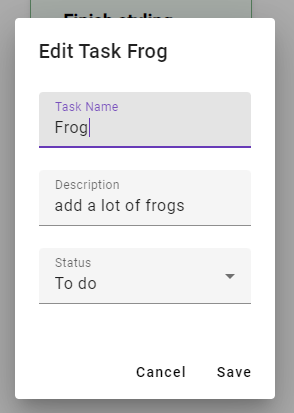 Finish styling
Edit Task Frog
Task Name
Frog
Description
add a lot of frogs
Status
To do
Cancel
Save